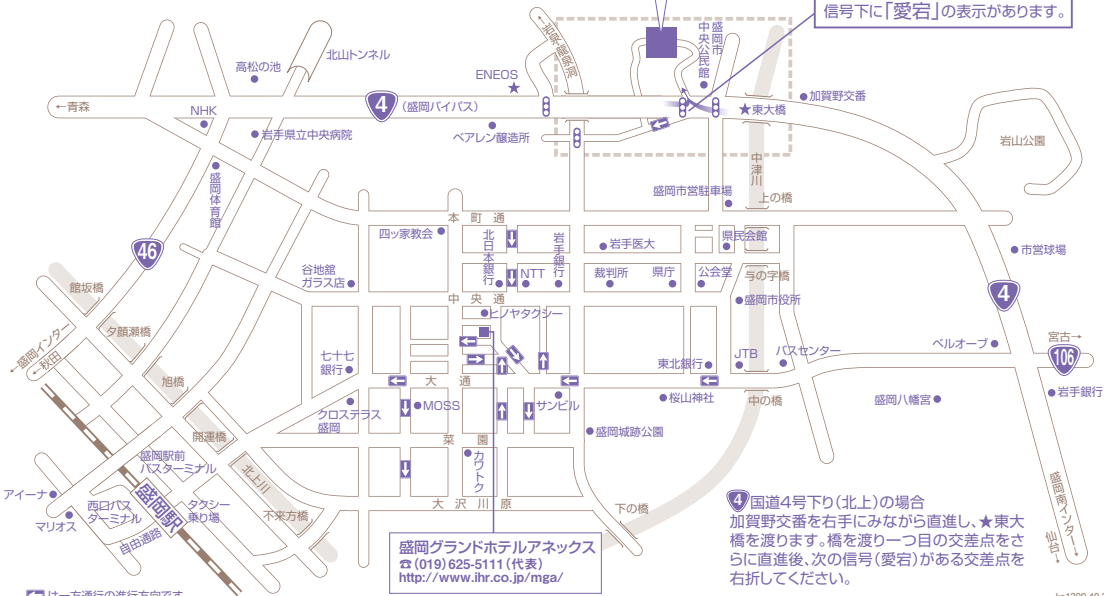 信号下に「愛宕」の表示があります。
岩泉・龍泉洞
盛岡市
中央公民館
北山トンネル
高松の池
ENEOS
加賀野交番
←青森
4
(盛岡バイパス)
★東大橋
NHK
岩手県立中央病院
ベアレン醸造所
岩山公園
中津川
盛岡体育館
盛岡市営駐車場
上の橋
本町通
四ッ家教会
北日本銀行
岩手銀行
岩手医大
県民会館
市営球場
46
谷地舘
ガラス店
NTT
裁判所
県庁
公会堂
与の字橋
館坂橋
中央通
盛岡市役所
4
ヒノヤタクシー
夕顔瀬橋
←盛岡インター
←秋田
宮古→
106
ベルオーブ
七十七
銀行
東北銀行
JTB
バスセンター
旭橋
大通
MOSS
サンビル
桜山神社
中の橋
盛岡八幡宮
岩手銀行
クロステラス
盛岡
開運橋
菜園
盛岡城跡公園
カワトク
盛岡駅前
バスターミナル
北上川
アイーナ
マリオス
西口バス
ターミナル
盛岡駅
タクシー
乗り場
自由通路
不来方橋
大沢川原
下の橋
盛岡南インター→
仙台→
盛岡グランドホテルアネックス
☎(019)625-5111(代表)
http://www.ihr.co.jp/mga/
4 国道4号下り(北上)の場合
加賀野交番を右手にみながら直進し、★東大
橋を渡ります。橋を渡り一つ目の交差点をさ
らに直進後、次の信号(愛宕)がある交差点を
右折してください。
は一方通行の進行方向です